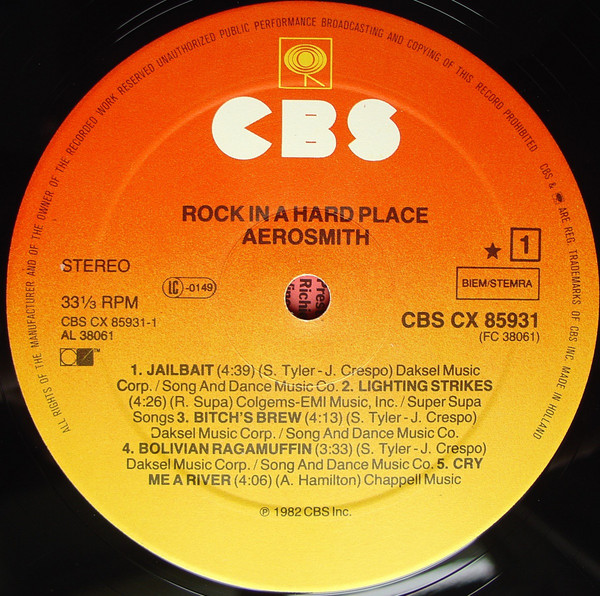 ALL RIGHTS OF THE MANUFACTURER AND OF THE OWNER OF THE RECORDED WORK RESERVED UNAUTHORIZED PUBLIC PERFORMANCE BROADCASTING AND COPYING OF THIS RECORD PROHIBITED CBS & ARE REG. TRADEMARKS OF CBS INC. MADE IN HOLLAND
CBS
ROCK IN A HARD PLACE
AEROSMITH
STEREO
LC -0149
★ 1
BIEM/STEMRA
33⅓ RPM
CBS CX 85931-1
AL 38061
CBS CX 85931
(FC 38061)
1. JAILBAIT (4:39) (S. Tyler - J. Crespo) Daksel Music
Corp. / Song And Dance Music Co. 2. LIGHTING STRIKES
(4:26) (R. Supa) Colgems-EMI Music, Inc. / Super Supa
Songs 3. BITCH'S BREW (4:13) (S. Tyler - J. Crespo)
Daksel Music Corp. / Song And Dance Music Co.
4. BOLIVIAN RAGAMUFFIN (3:33) (S. Tyler - J. Crespo)
Daksel Music Corp. / Song And Dance Music Co. 5. CRY
ME A RIVER (4:06) (A. Hamilton) Chappell Music
℗ 1982 CBS Inc.